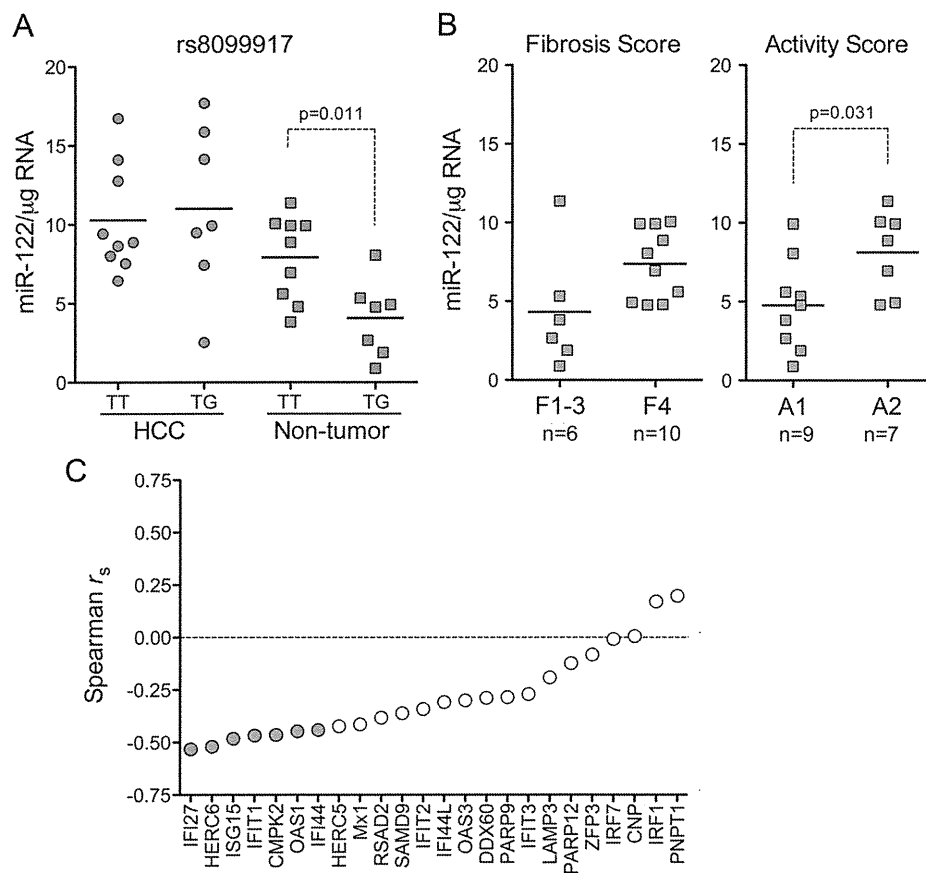 A
rs8099917
miR-122/μg RNA
20
15
10
5
0
p=0.011
TT TG TT TG
HCC Non-tumor
B
Fibrosis Score Activity Score
miR-122/μg RNA
20
15
10
5
0
F1-3 F4
n=6 n=10
20
15
10
5
0
p=0.031
A1 A2
n=9 n=7
C
Spearman rs
0.75
0.50
0.25
0.00
-0.25
-0.50
-0.75
IFI27
HERC6
ISG15
IFIT1
CMPK2
OAS1
IFI44
HERC5
Mx1
RSAD2
SAMD9
IFIT2
IFI44L
OAS3
DDX60
PARP9
IFIT3
LAMP3
PARP12
ZFP3
IRF7
CNP
IRF1
PNPT1